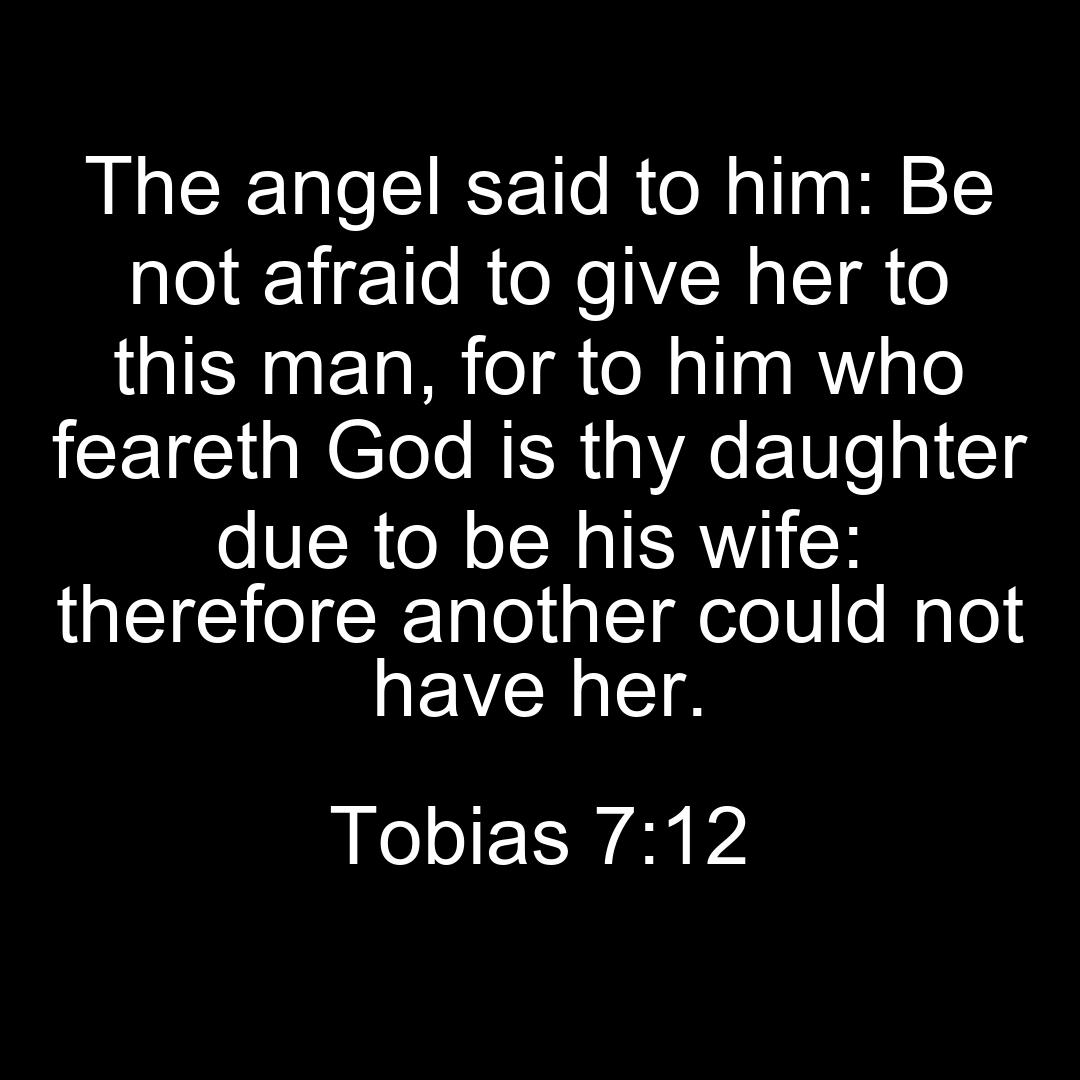 The angel said to him: Be
not afraid to give her to
this man, for to him who
feareth God is thy daughter
due to be his wife:
therefore another could not
have her.
Tobias 7:12